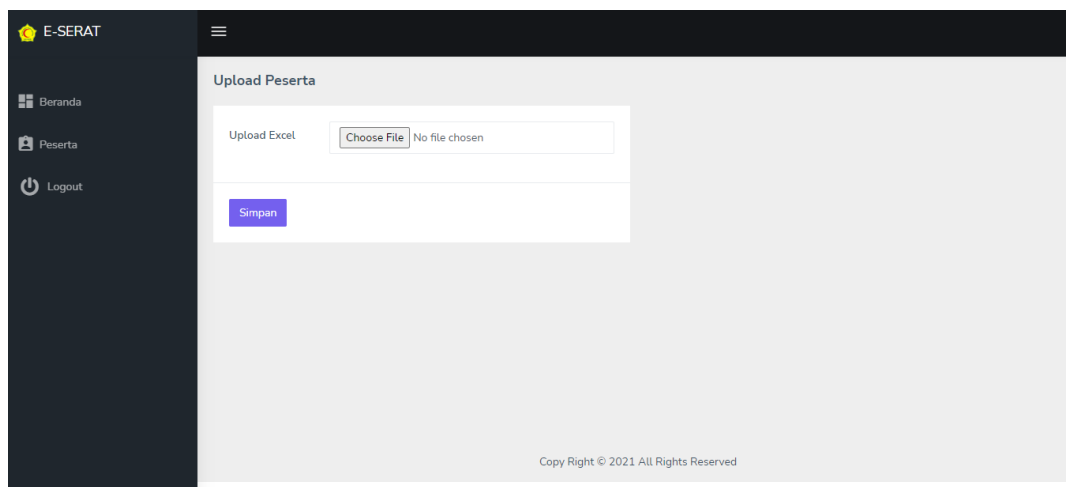 E-SERAT
Beranda
Peserta
Logout
Upload Peserta
Upload Excel
Choose File No file chosen
Simpan
Copy Right © 2021 All Rights Reserved